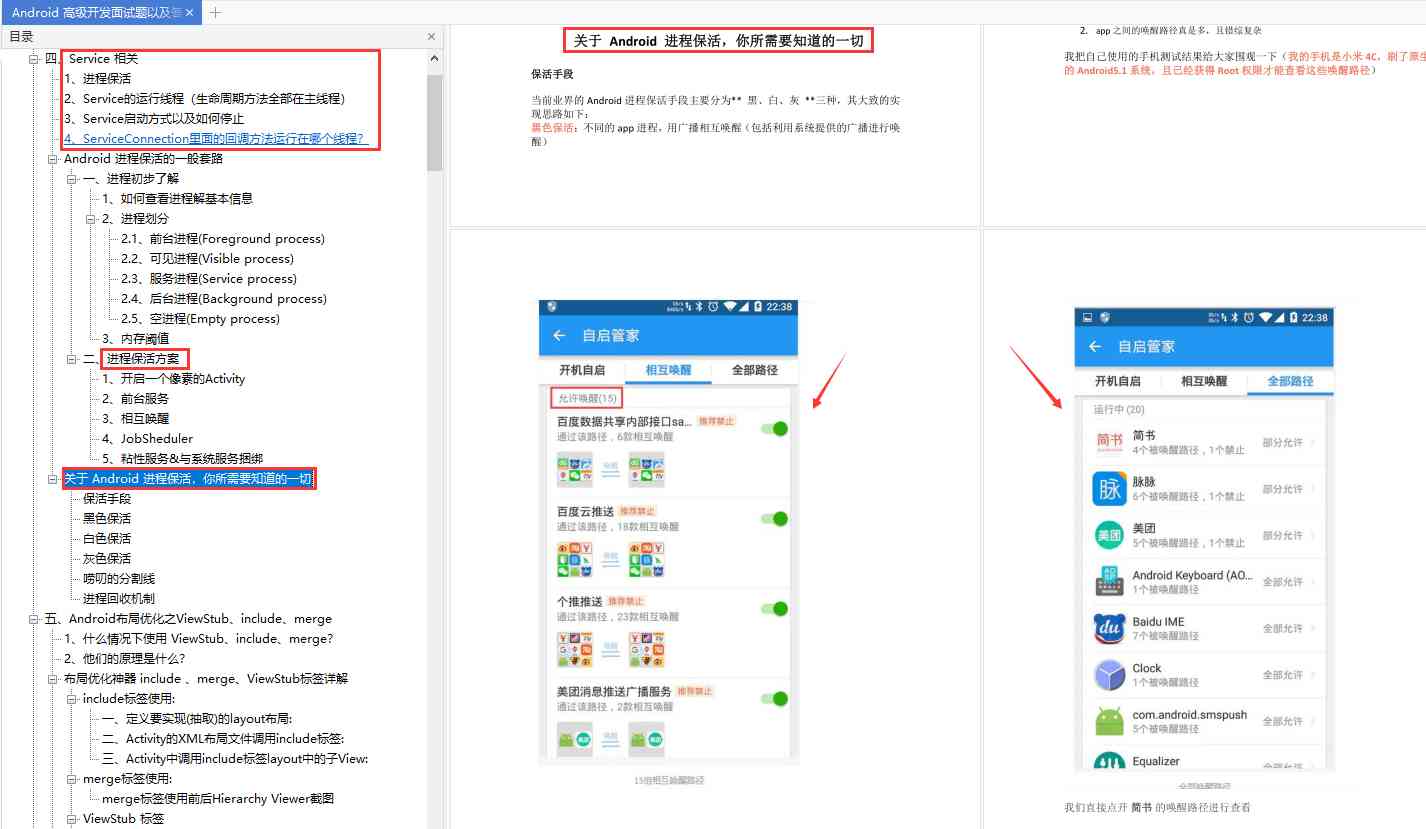 Android 高级开发面试题以及答
目录
四、Service 相关
1、进程保活
2、Service的运行线程（生命周期方法全部在主线程）
3、Service启动方式以及如何停止
4、ServiceConnection里面的回调方法运行在哪个线程？
Android 进程保活的一般套路
一、进程初步了解
1、如何查看进程解基本信息
2、进程划分
2.1、前台进程(Foreground process)
2.2、可见进程(Visible process)
2.3、服务进程(Service process)
2.4、后台进程(Background process)
2.5、空进程(Empty process)
3、内存阈值
二、进程保活方案
1、开启一个像素的Activity
2、前台服务
3、相互唤醒
4、JobSheduler
5、粘性服务&与系统服务捆绑
关于 Android 进程保活，你所需要知道的一切
保活手段
黑色保活
白色保活
灰色保活
唠叨的分割线
进程回收机制
五、Android布局优化之ViewStub、include、merge
1、什么情况下使用 ViewStub、include、merge？
2、他们的原理是什么？
布局优化神器 include 、merge、ViewStub标签详解
include标签使用:
一、定义要实现(抽取)的layout布局:
二、Activity的XML布局文件调用include标签:
三、Activity中调用include标签layout中的子View:
merge标签使用:
merge标签使用前后Hierarchy Viewer截图
ViewStub 标签
关于 Android 进程保活，你所需要知道的一切
保活手段
当前业界的 Android 进程保活手段主要分为** 黑、白、灰 **三种，其大致的实
现思路如下：
黑色保活：不同的 app 进程，用广播相互唤醒（包括利用系统提供的广播进行唤
醒）
22:38
自启管家
开机自启 相互唤醒 全部路径
允许唤醒(15)
百度数据共享内部接口sa... 推荐禁止
通过该路径，6款相互唤醒
百度云推送 推荐禁止
通过该路径，18款相互唤醒
个推推送 推荐禁止
通过该路径，23款相互唤醒
美团消息推送广播服务 推荐禁止
通过该路径，2款相互唤醒
15组相互唤醒路径
2. app 之间的唤醒路径真是多，且错综复杂
我把自己使用的手机测试结果给大家围观一下（我的手机是小米 4C，刷了原生
的 Android5.1 系统，且已经获得 Root 权限才能查看这些唤醒路径）
22:38
自启管家
开机自启 相互唤醒 全部路径
运行中 (20)
简书 简书
4个被唤醒路径，1个禁止 部分允许
脉 脉脉
6个被唤醒路径，1个禁止 部分允许
美团 美团
5个被唤醒路径，1个禁止 部分允许
Android Keyboard (AO...
1个被唤醒路径 全部允许
du Baidu IME
7个被唤醒路径 全部允许
Clock
1个被唤醒路径 全部允许
com.android.smspush
5个被唤醒路径 全部允许
Equalizer
全部允许
全部唤醒路径
我们直接点开 简书 的唤醒路径进行查看